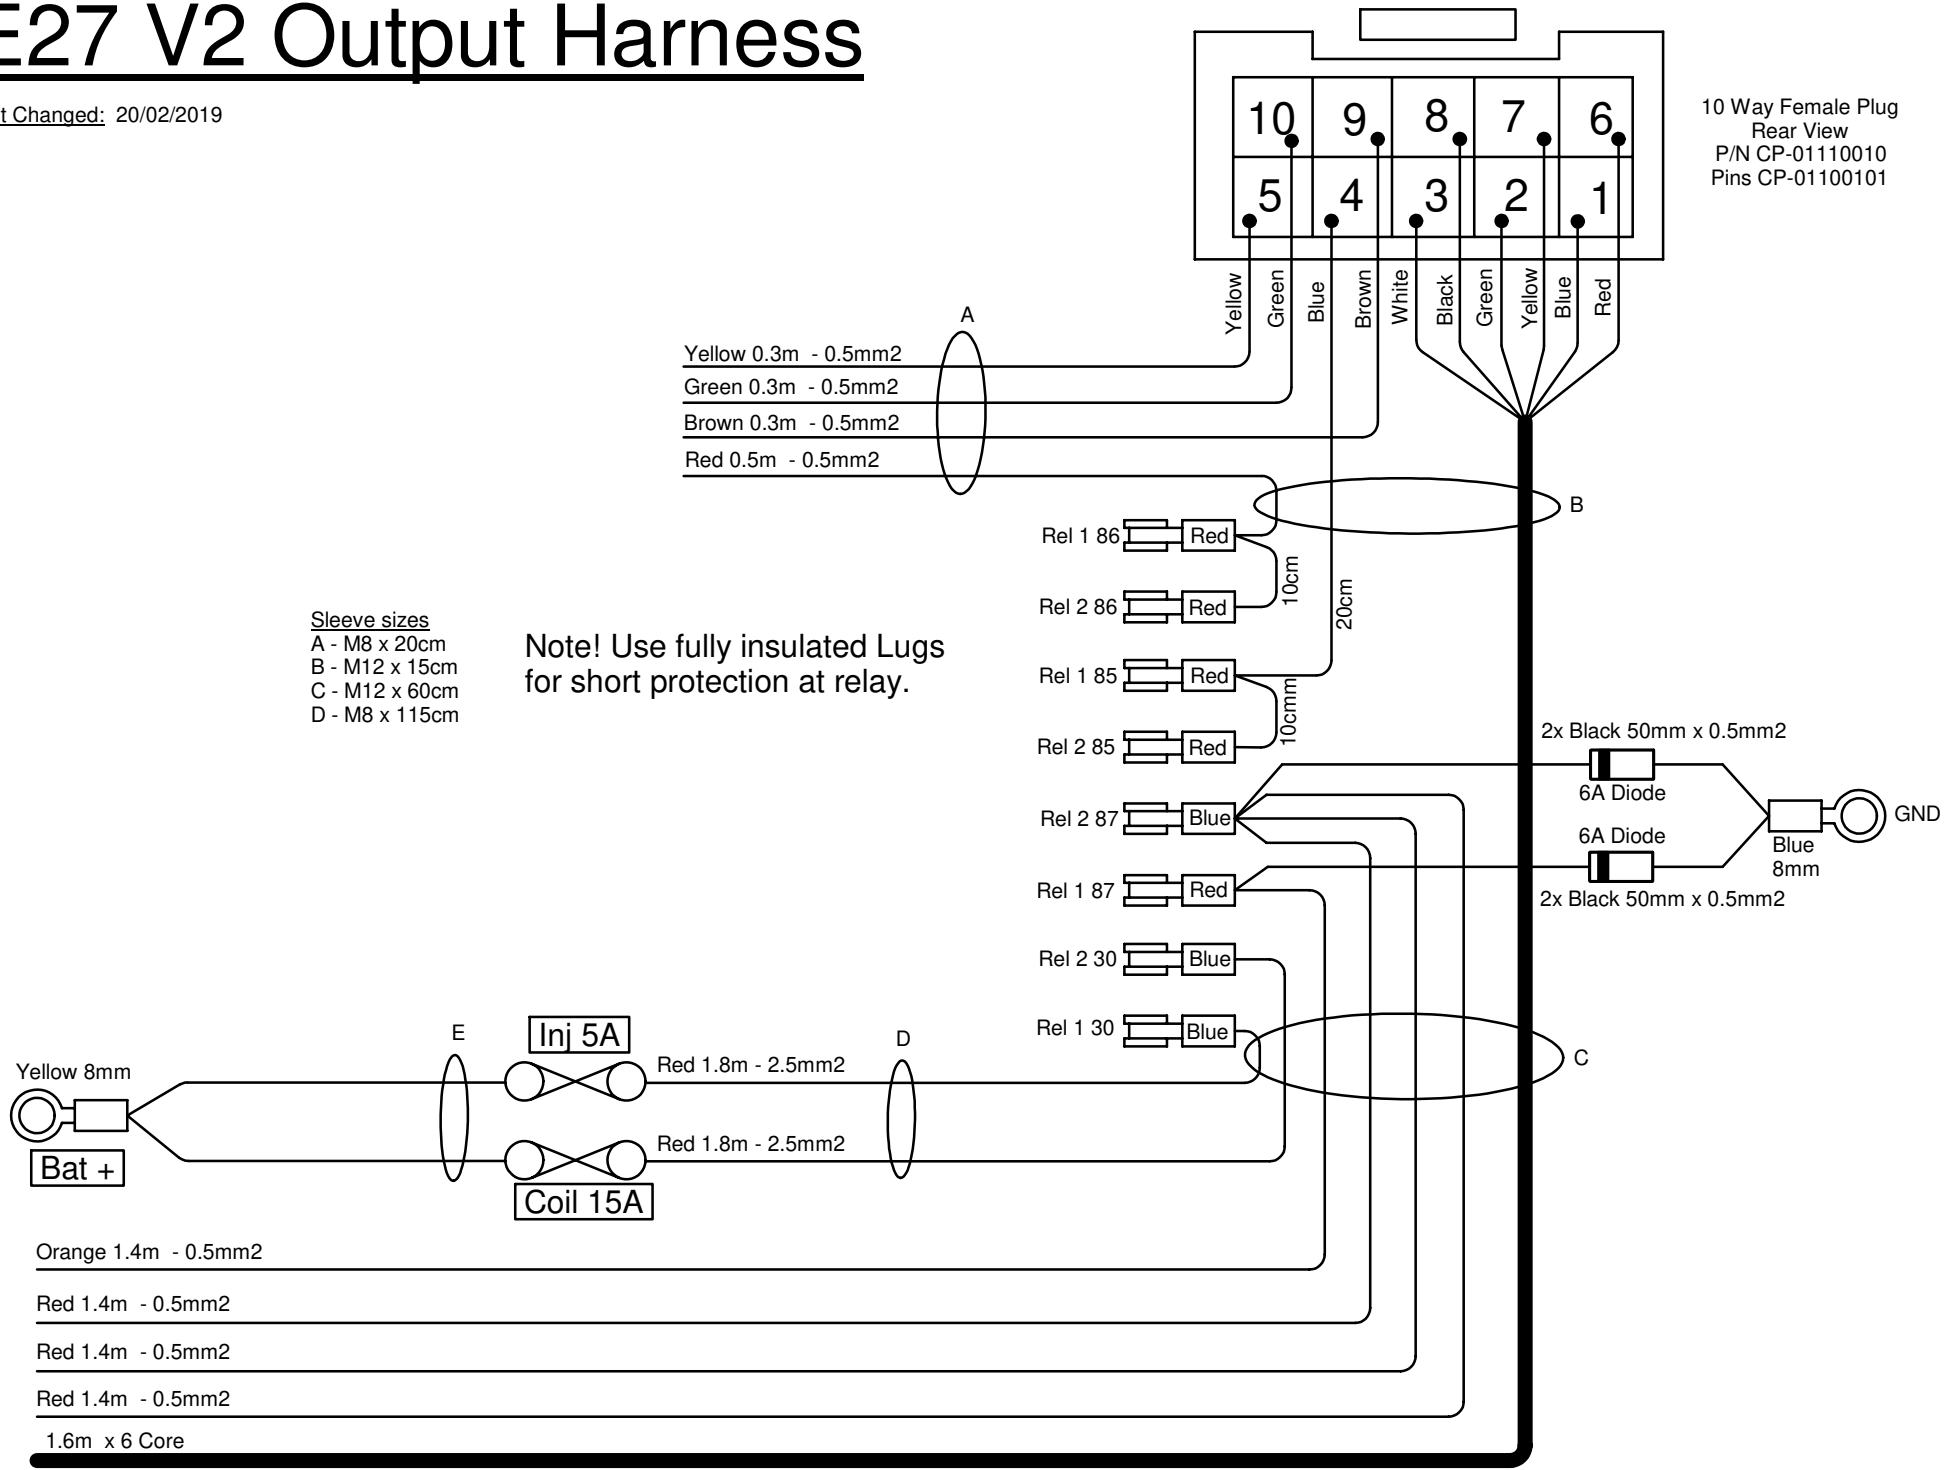 E27 V2 Output Harness
t Changed: 20/02/2019
10 9 8 7 6
5 4 3 2 1
10 Way Female Plug
Rear View
P/N CP-01110010
Pins CP-01100101
Yellow
Green
Blue
Brown
White
Black
Green
Yellow
Blue
Red
A
Yellow 0.3m - 0.5mm2
Green 0.3m - 0.5mm2
Brown 0.3m - 0.5mm2
Red 0.5m - 0.5mm2
B
Rel 1 86 Red
10cm
Rel 2 86 Red
20cm
Rel 1 85 Red
10cmm
Rel 2 85 Red
Sleeve sizes
A - M8 x 20cm
B - M12 x 15cm
C - M12 x 60cm
D - M8 x 115cm
Note! Use fully insulated Lugs
for short protection at relay.
2x Black 50mm x 0.5mm2
6A Diode
6A Diode
2x Black 50mm x 0.5mm2
Blue
8mm
GND
Rel 2 87 Blue
Rel 1 87 Red
Rel 2 30 Blue
Rel 1 30 Blue
C
E
Inj 5A
D
Yellow 8mm
Red 1.8m - 2.5mm2
Red 1.8m - 2.5mm2
Bat +
Coil 15A
Orange 1.4m - 0.5mm2
Red 1.4m - 0.5mm2
Red 1.4m - 0.5mm2
Red 1.4m - 0.5mm2
1.6m x 6 Core